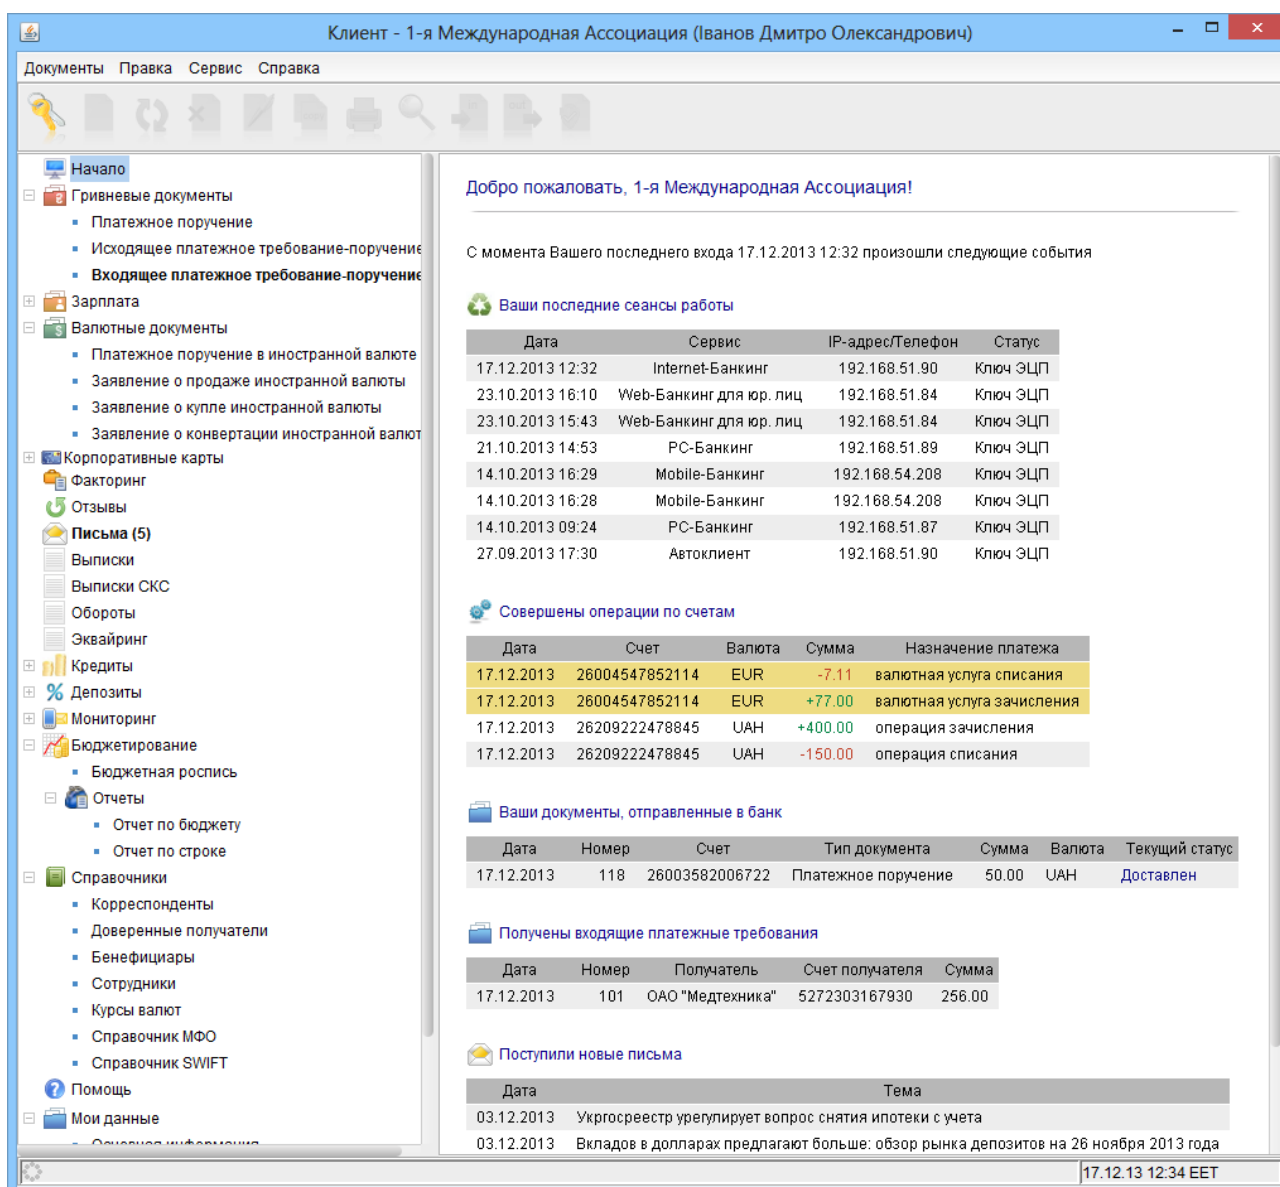 Клиент - 1-я Международная Ассоциация (Іванов Дмитро Олександрович)
Документы Правка Сервис Справка
Начало
Гривневые документы
Платежное поручение
Исходящее платежное требование-поручение
Входящее платежное требование-поручение
Зарплата
Валютные документы
Платежное поручение в иностранной валюте
Заявление о продаже иностранной валюты
Заявление о купле иностранной валюты
Заявление о конвертации иностранной валют
Корпоративные карты
Факторинг
Отзывы
Письма (5)
Выписки
Выписки СКС
Обороты
Эквайринг
Кредиты
Депозиты
Мониторинг
Бюджетирование
Бюджетная роспись
Отчеты
Отчет по бюджету
Отчет по строке
Справочники
Корреспонденты
Доверенные получатели
Бенефициары
Сотрудники
Курсы валют
Справочник МФО
Справочник SWIFT
Помощь
Мои данные
Основная информация
Добро пожаловать, 1-я Международная Ассоциация!
С момента Вашего последнего входа 17.12.2013 12:32 произошли следующие события
Ваши последние сеансы работы
Дата Сервис IP-адрес/Телефон Статус
17.12.2013 12:32 Internet-Банкинг 192.168.51.90 Ключ ЭЦП
23.10.2013 16:10 Web-Банкинг для юр. лиц 192.168.51.84 Ключ ЭЦП
23.10.2013 15:43 Web-Банкинг для юр. лиц 192.168.51.84 Ключ ЭЦП
21.10.2013 14:53 PC-Банкинг 192.168.51.89 Ключ ЭЦП
14.10.2013 16:29 Mobile-Банкинг 192.168.54.208 Ключ ЭЦП
14.10.2013 16:28 Mobile-Банкинг 192.168.54.208 Ключ ЭЦП
14.10.2013 09:24 PC-Банкинг 192.168.51.87 Ключ ЭЦП
27.09.2013 17:30 Автоклиент 192.168.51.90 Ключ ЭЦП
Совершены операции по счетам
Дата Счет Валюта Сумма Назначение платежа
17.12.2013 26004547852114 EUR -7.11 валютная услуга списания
17.12.2013 26004547852114 EUR +77.00 валютная услуга зачисления
17.12.2013 26209222478845 UAH +400.00 операция зачисления
17.12.2013 26209222478845 UAH -150.00 операция списания
Ваши документы, отправленные в банк
Дата Номер Счет Тип документа Сумма Валюта Текущий статус
17.12.2013 118 26003582006722 Платежное поручение 50.00 UAH Доставлен
Получены входящие платежные требования
Дата Номер Получатель Счет получателя Сумма
17.12.2013 101 ОАО "Медтехника" 5272303167930 256.00
Поступили новые письма
Дата Тема
03.12.2013 Укргосреестр урегулирует вопрос снятия ипотеки с учета
03.12.2013 Вкладов в долларах предлагают больше: обзор рынка депозитов на 26 ноября 2013 года
17.12.13 12:34 EET